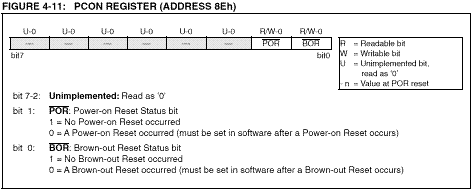 FIGURE 4-11: PCON REGISTER (ADDRESS 8Eh)
U-0 U-0 U-0 U-0 U-0 U-0 R/W-0 R/W-0
— — — — — — POR BOR
bit7 bit0
R = Readable bit
W = Writable bit
U = Unimplemented bit,
read as '0'
- n = Value at POR reset
bit 7-2: Unimplemented: Read as '0'
bit 1: POR: Power-on Reset Status bit
1 = No Power-on Reset occurred
0 = A Power-on Reset occurred (must be set in software after a Power-on Reset occurs)
bit 0: BOR: Brown-out Reset Status bit
1 = No Brown-out Reset occurred
0 = A Brown-out Reset occurred (must be set in software after a Brown-out Reset occurs)